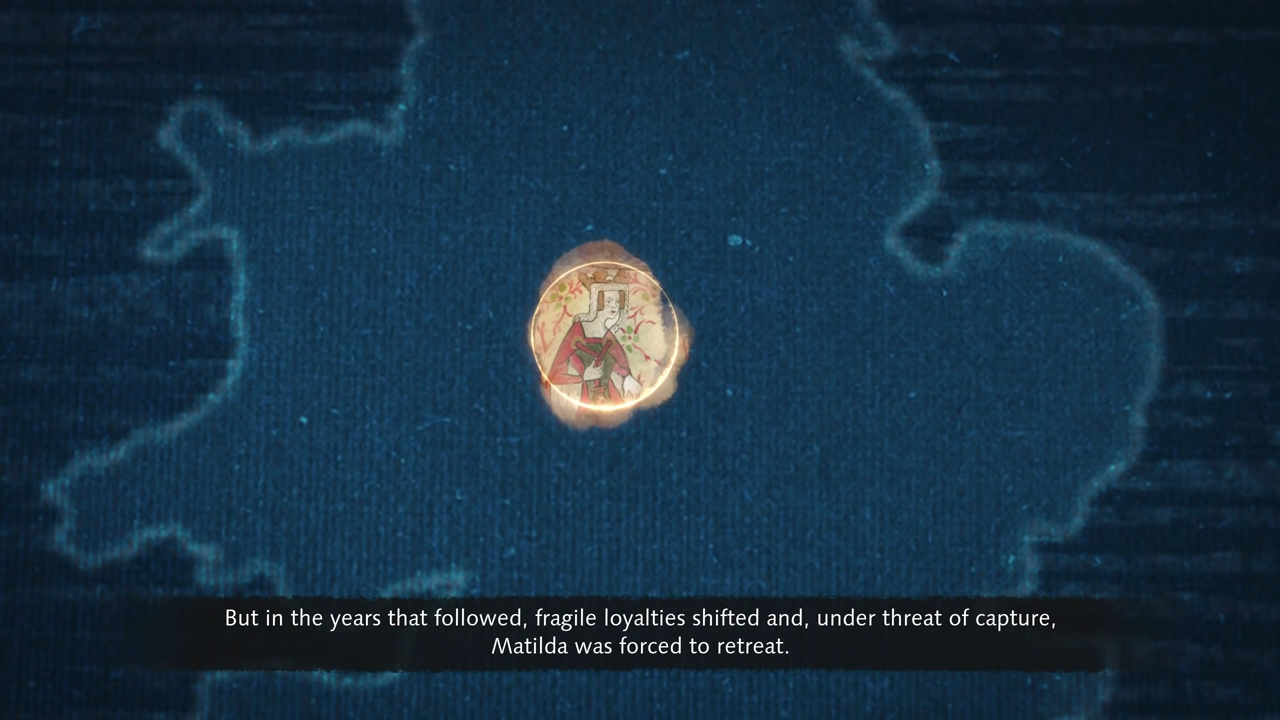 But in the years that followed, fragile loyalties shifted and, under threat of capture,
Matilda was forced to retreat.